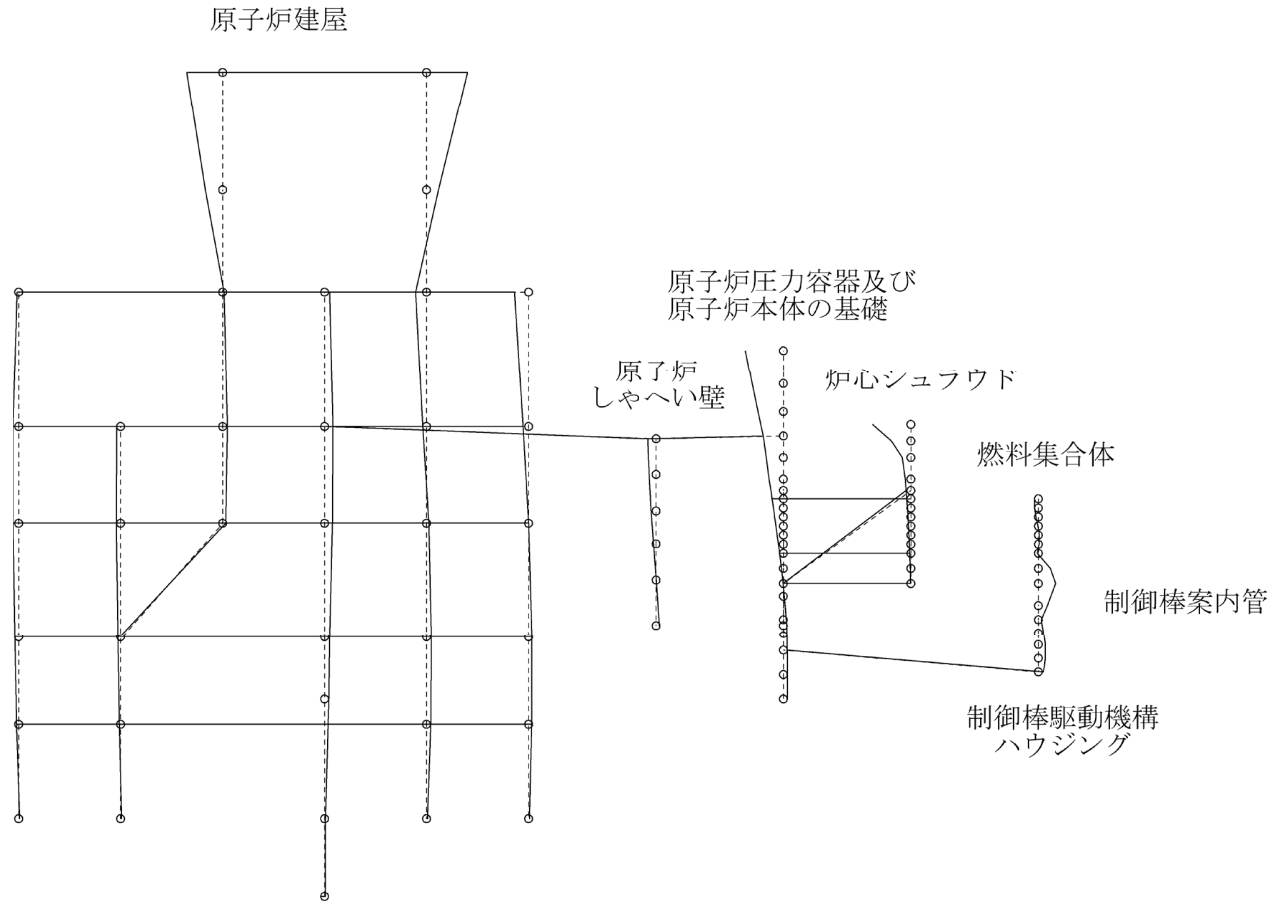 原子炉建屋
原子炉圧力容器及び
原子炉本体の基礎
原子炉
しゃへい壁
炉心シュラウド
燃料集合体
制御棒案内管
制御棒駆動機構
ハウジング